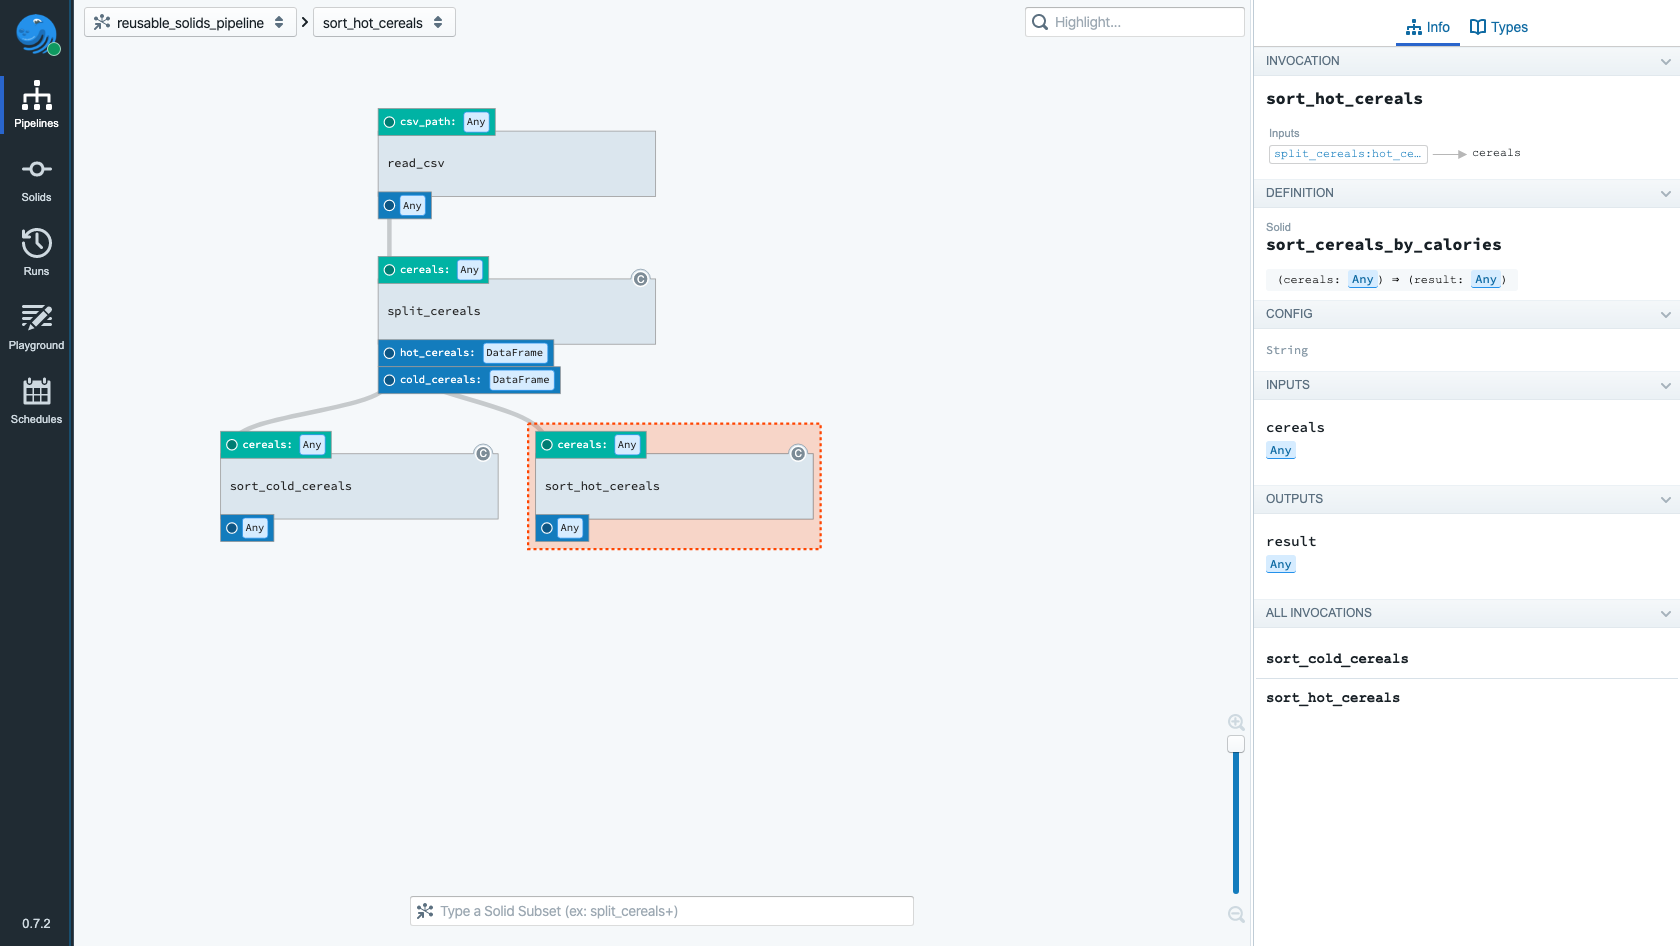 reusable_solids_pipeline
sort_hot_cereals
Highlight...
Pipelines
Solids
Runs
Playground
Schedules
0.7.2
csv_path: Any
read_csv
Any
cereals: Any
C
split_cereals
hot_cereals: DataFrame
cold_cereals: DataFrame
cereals: Any
C
sort_cold_cereals
Any
cereals: Any
C
sort_hot_cereals
Any
Type a Solid Subset (ex: split_cereals+)
Info
Types
INVOCATION
sort_hot_cereals
Inputs
split_cereals:hot_ce… cereals
DEFINITION
Solid
sort_cereals_by_calories
(cereals: Any) ⇒ (result: Any)
CONFIG
String
INPUTS
cereals
Any
OUTPUTS
result
Any
ALL INVOCATIONS
sort_cold_cereals
sort_hot_cereals